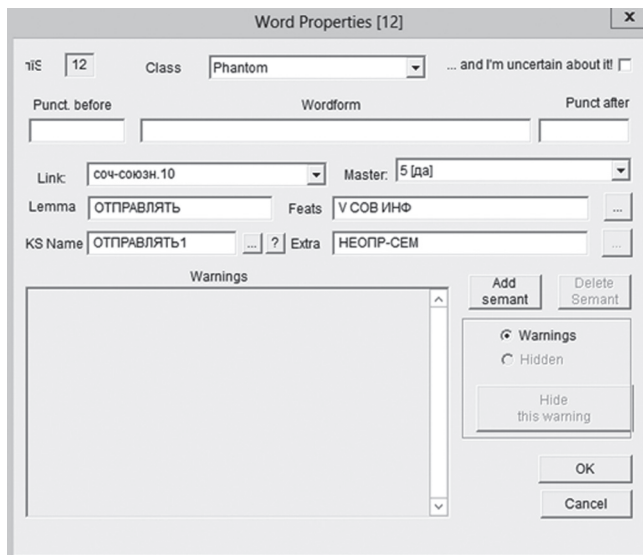 Word Properties [12]
x
12 Class Phantom ... and I'm uncertain about it!
Punct. before Wordform Punct after
Link: соч-союзн.10 Master: 5 [да]
Lemma ОТПРАВЛЯТЬ Feats V СОВ ИНФ ...
KS Name ОТПРАВЛЯТЬ1 ... ? Extra НЕОПР-СЕМ ...
Warnings
Add semant
Delete Semant
Warnings
Hidden
Hide
this warning
OK
Cancel